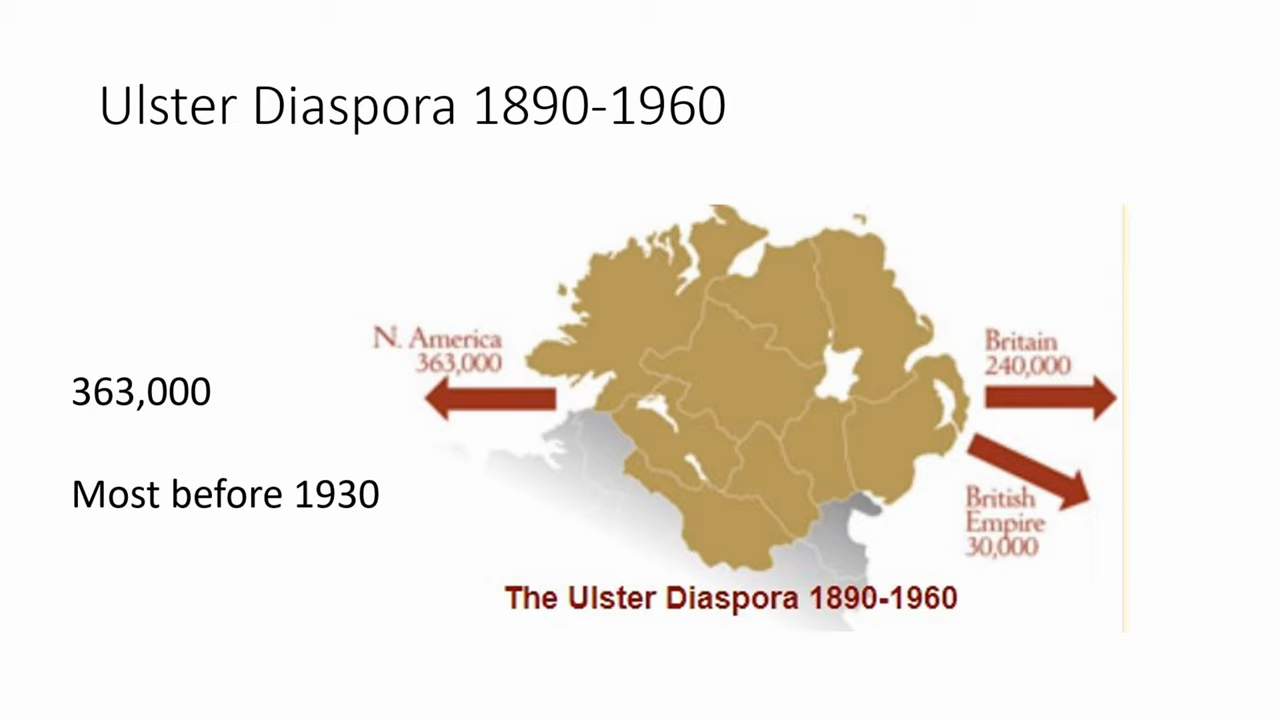 Ulster Diaspora 1890-1960
N. America
363,000
Britain
240,000
363,000
Most before 1930
British
Empire
30,000
The Ulster Diaspora 1890-1960